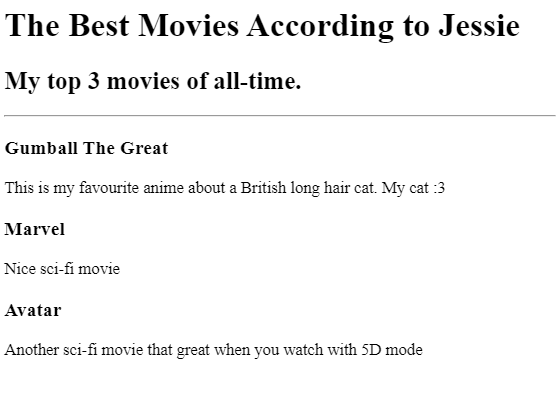 The Best Movies According to Jessie
My top 3 movies of all-time.
Gumball The Great
This is my favourite anime about a British long hair cat. My cat :3
Marvel
Nice sci-fi movie
Avatar
Another sci-fi movie that great when you watch with 5D mode